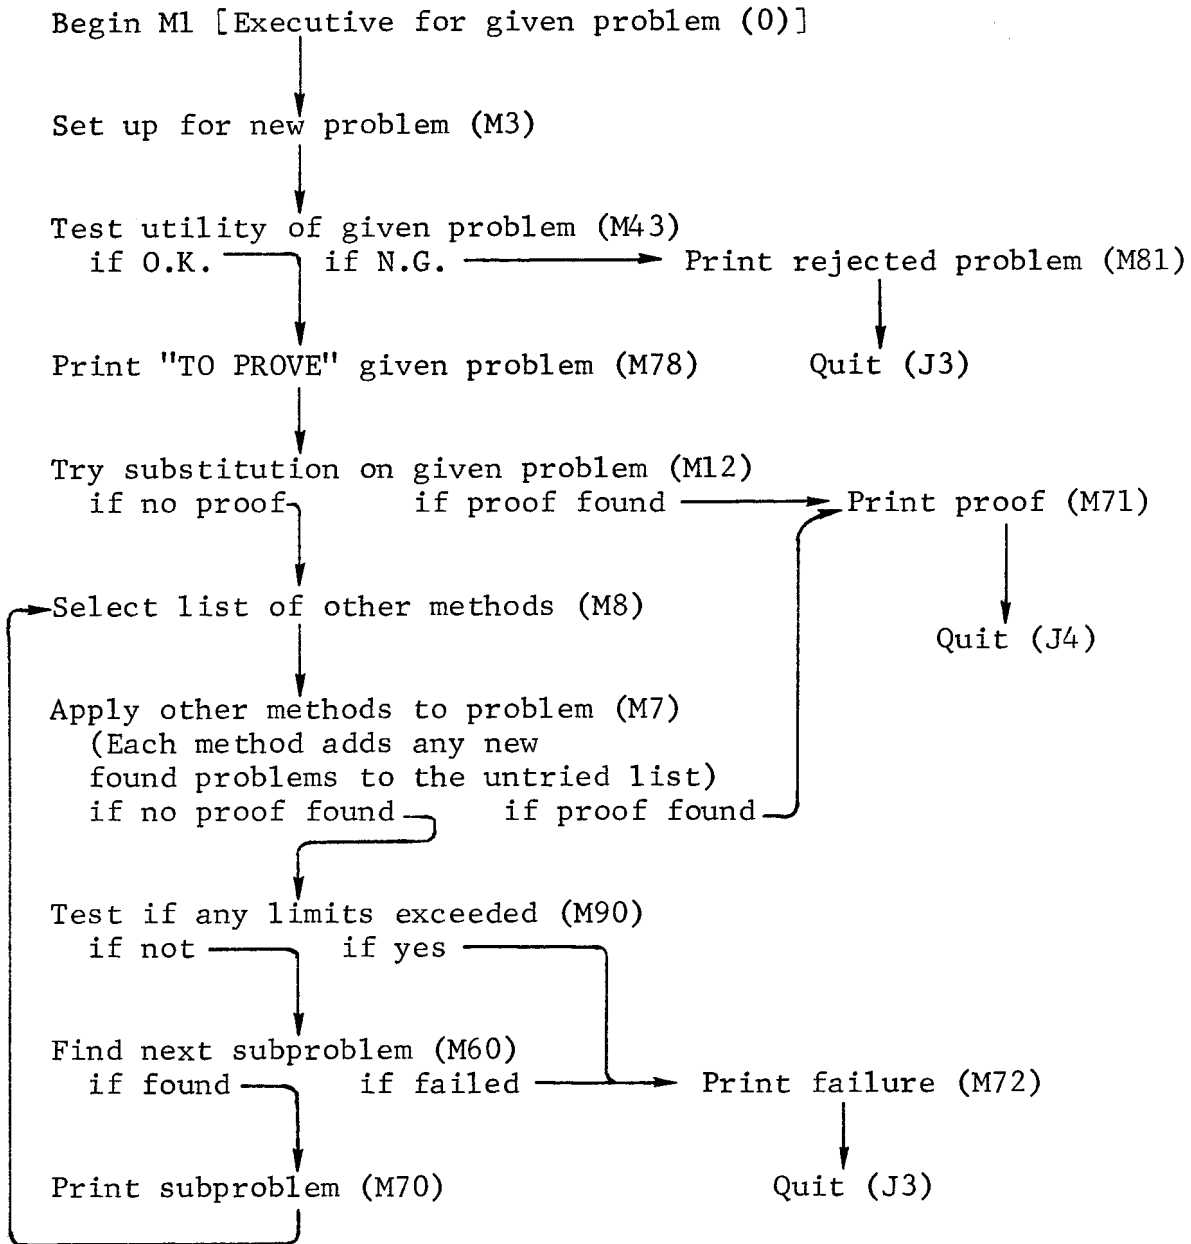 Begin M1 [Executive for given problem (0)]
Set up for new problem (M3)
Test utility of given problem (M43)
if O.K. if N.G. Print rejected problem (M81)
Print "TO PROVE" given problem (M78) Quit (J3)
Try substitution on given problem (M12)
if no proof if proof found Print proof (M71)
Select list of other methods (M8)
Quit (J4)
Apply other methods to problem (M7)
(Each method adds any new
found problems to the untried list)
if no proof found if proof found
Test if any limits exceeded (M90)
if not if yes
Find next subproblem (M60)
if found if failed Print failure (M72)
Print subproblem (M70) Quit (J3)